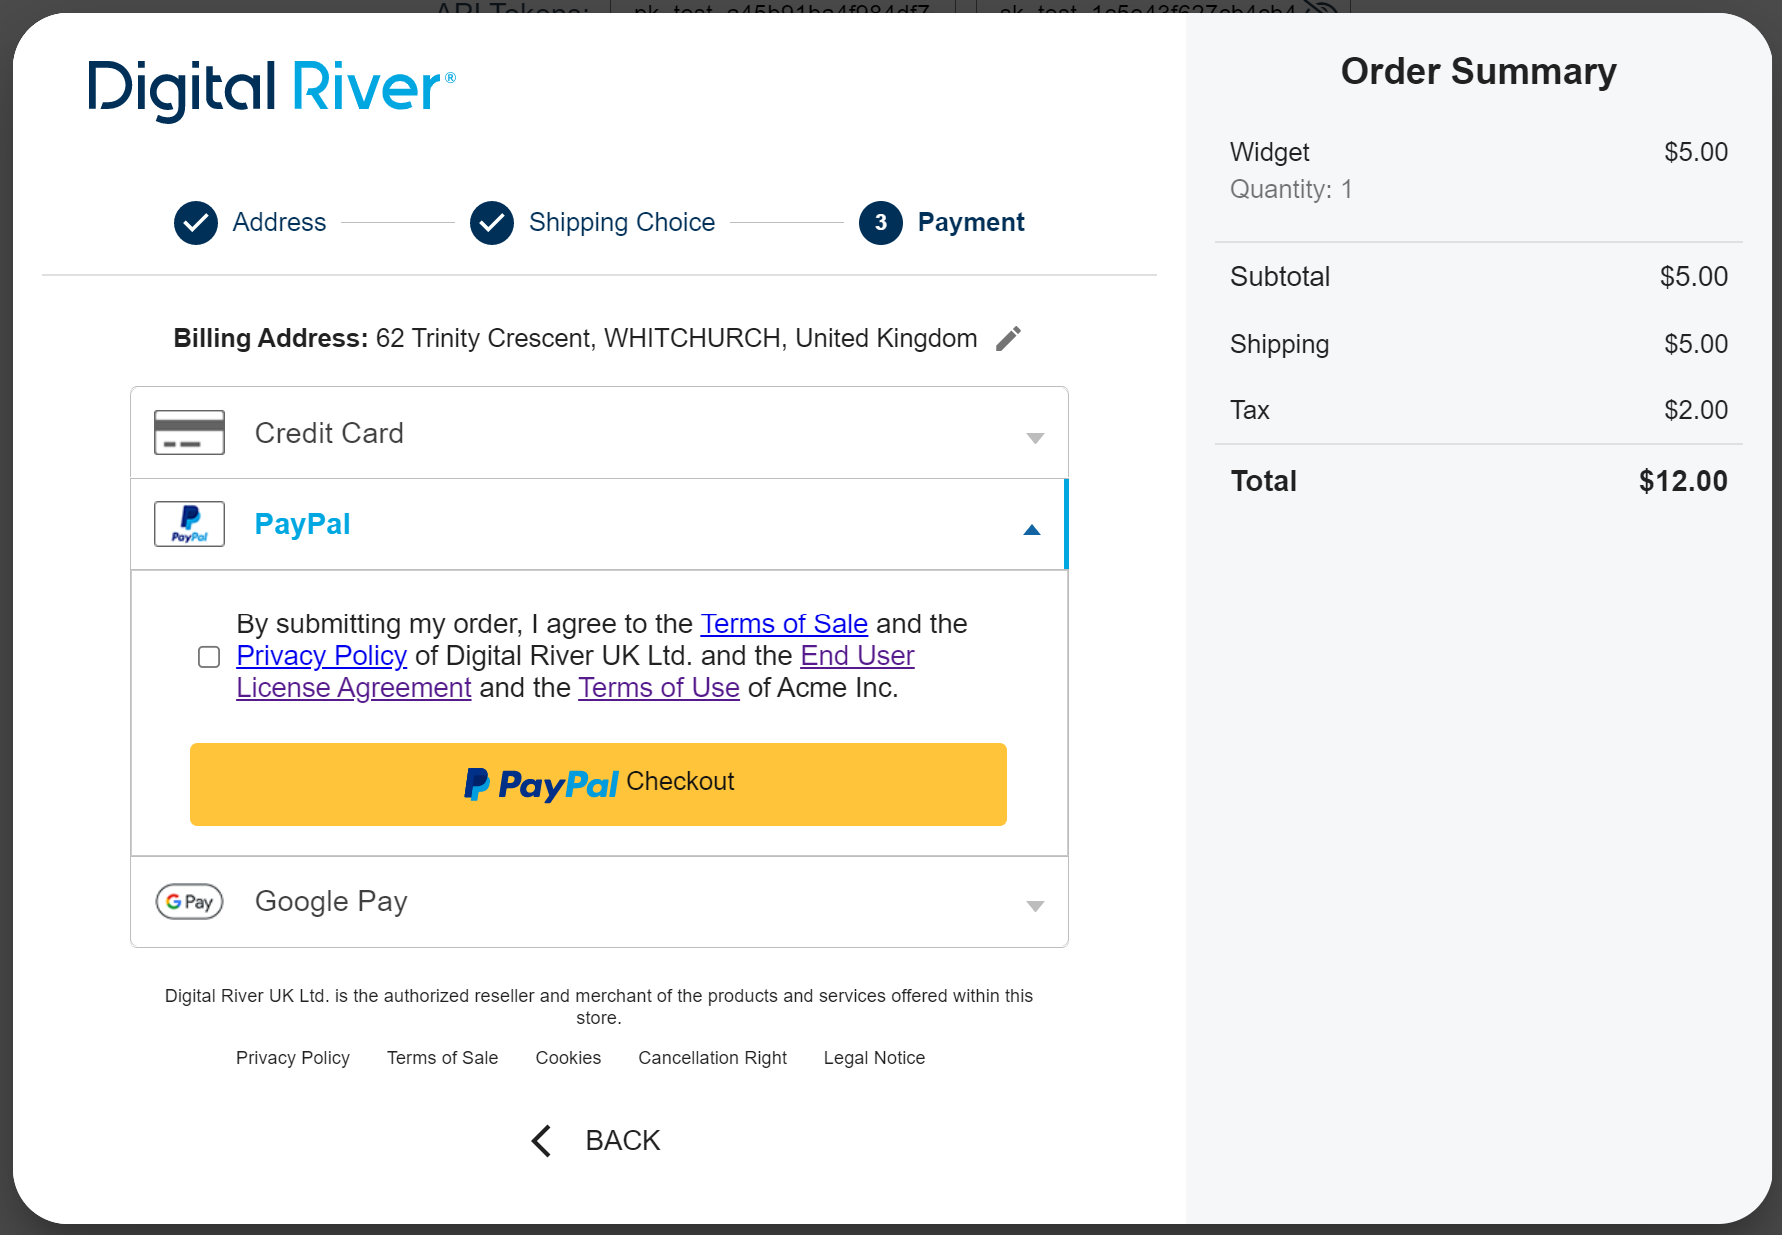 Digital River®
Address
Shipping Choice
3 Payment
Billing Address: 62 Trinity Crescent, WHITCHURCH, United Kingdom
Credit Card
PayPal
PayPal
By submitting my order, I agree to the Terms of Sale and the
Privacy Policy of Digital River UK Ltd. and the End User
License Agreement and the Terms of Use of Acme Inc.
PayPal Checkout
G Pay
Google Pay
Digital River UK Ltd. is the authorized reseller and merchant of the products and services offered within this
store.
Privacy Policy Terms of Sale Cookies Cancellation Right Legal Notice
BACK
Order Summary
Widget $5.00
Quantity: 1
Subtotal $5.00
Shipping $5.00
Tax $2.00
Total $12.00